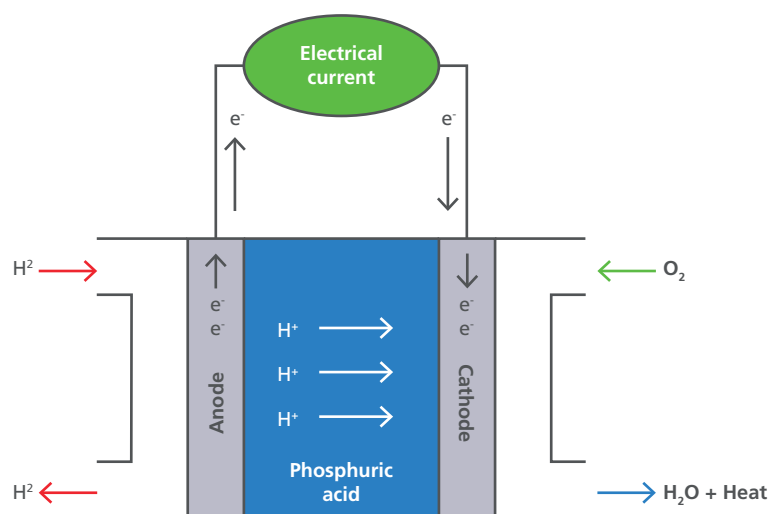 Electrical
current
e⁻
e⁻
H²
O₂
e⁻
e⁻
e⁻
e⁻
H⁺
H⁺
H⁺
Anode
Cathode
Phosphuric
acid
H²
H₂O + Heat